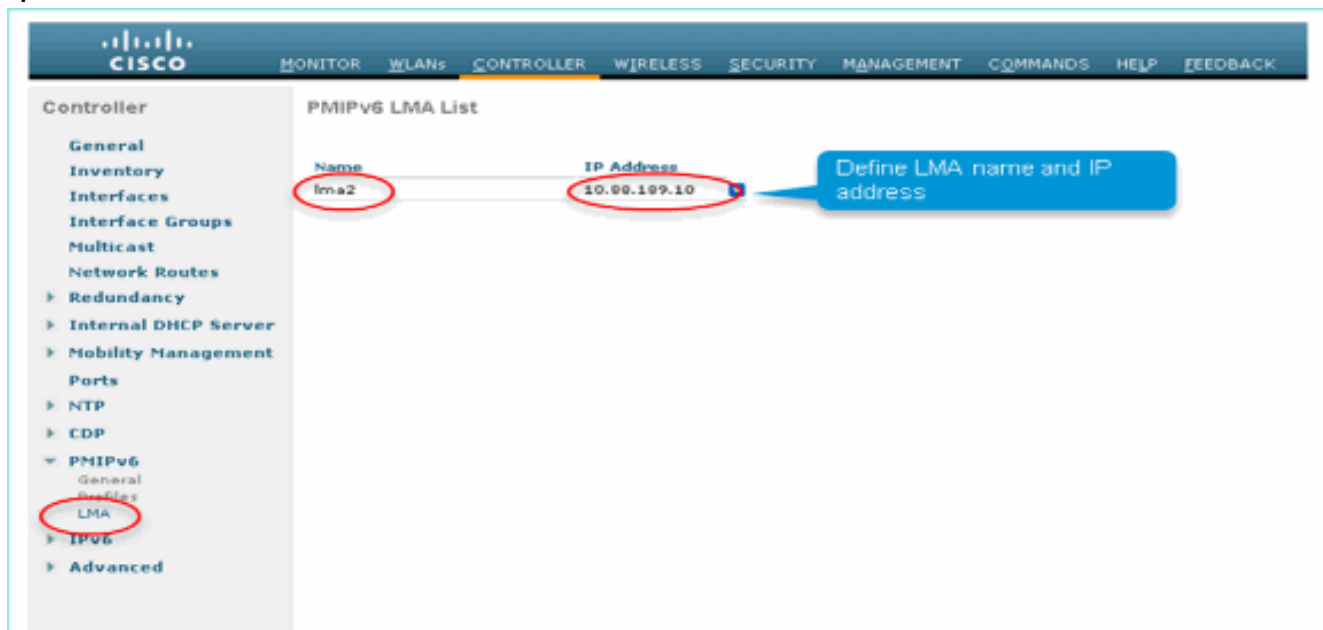 CISCO
MONITOR WLANs CONTROLLER WIRELESS SECURITY MANAGEMENT COMMANDS HELP FEEDBACK
Controller
General
Inventory
Interfaces
Interface Groups
Multicast
Network Routes
Redundancy
Internal DHCP Server
Mobility Management
Ports
NTP
CDP
PMIPv6
General
Profiles
LMA
IPv6
Advanced
PMIPv6 LMA List
Name IP Address
lma2
Define LMA name and IP
address